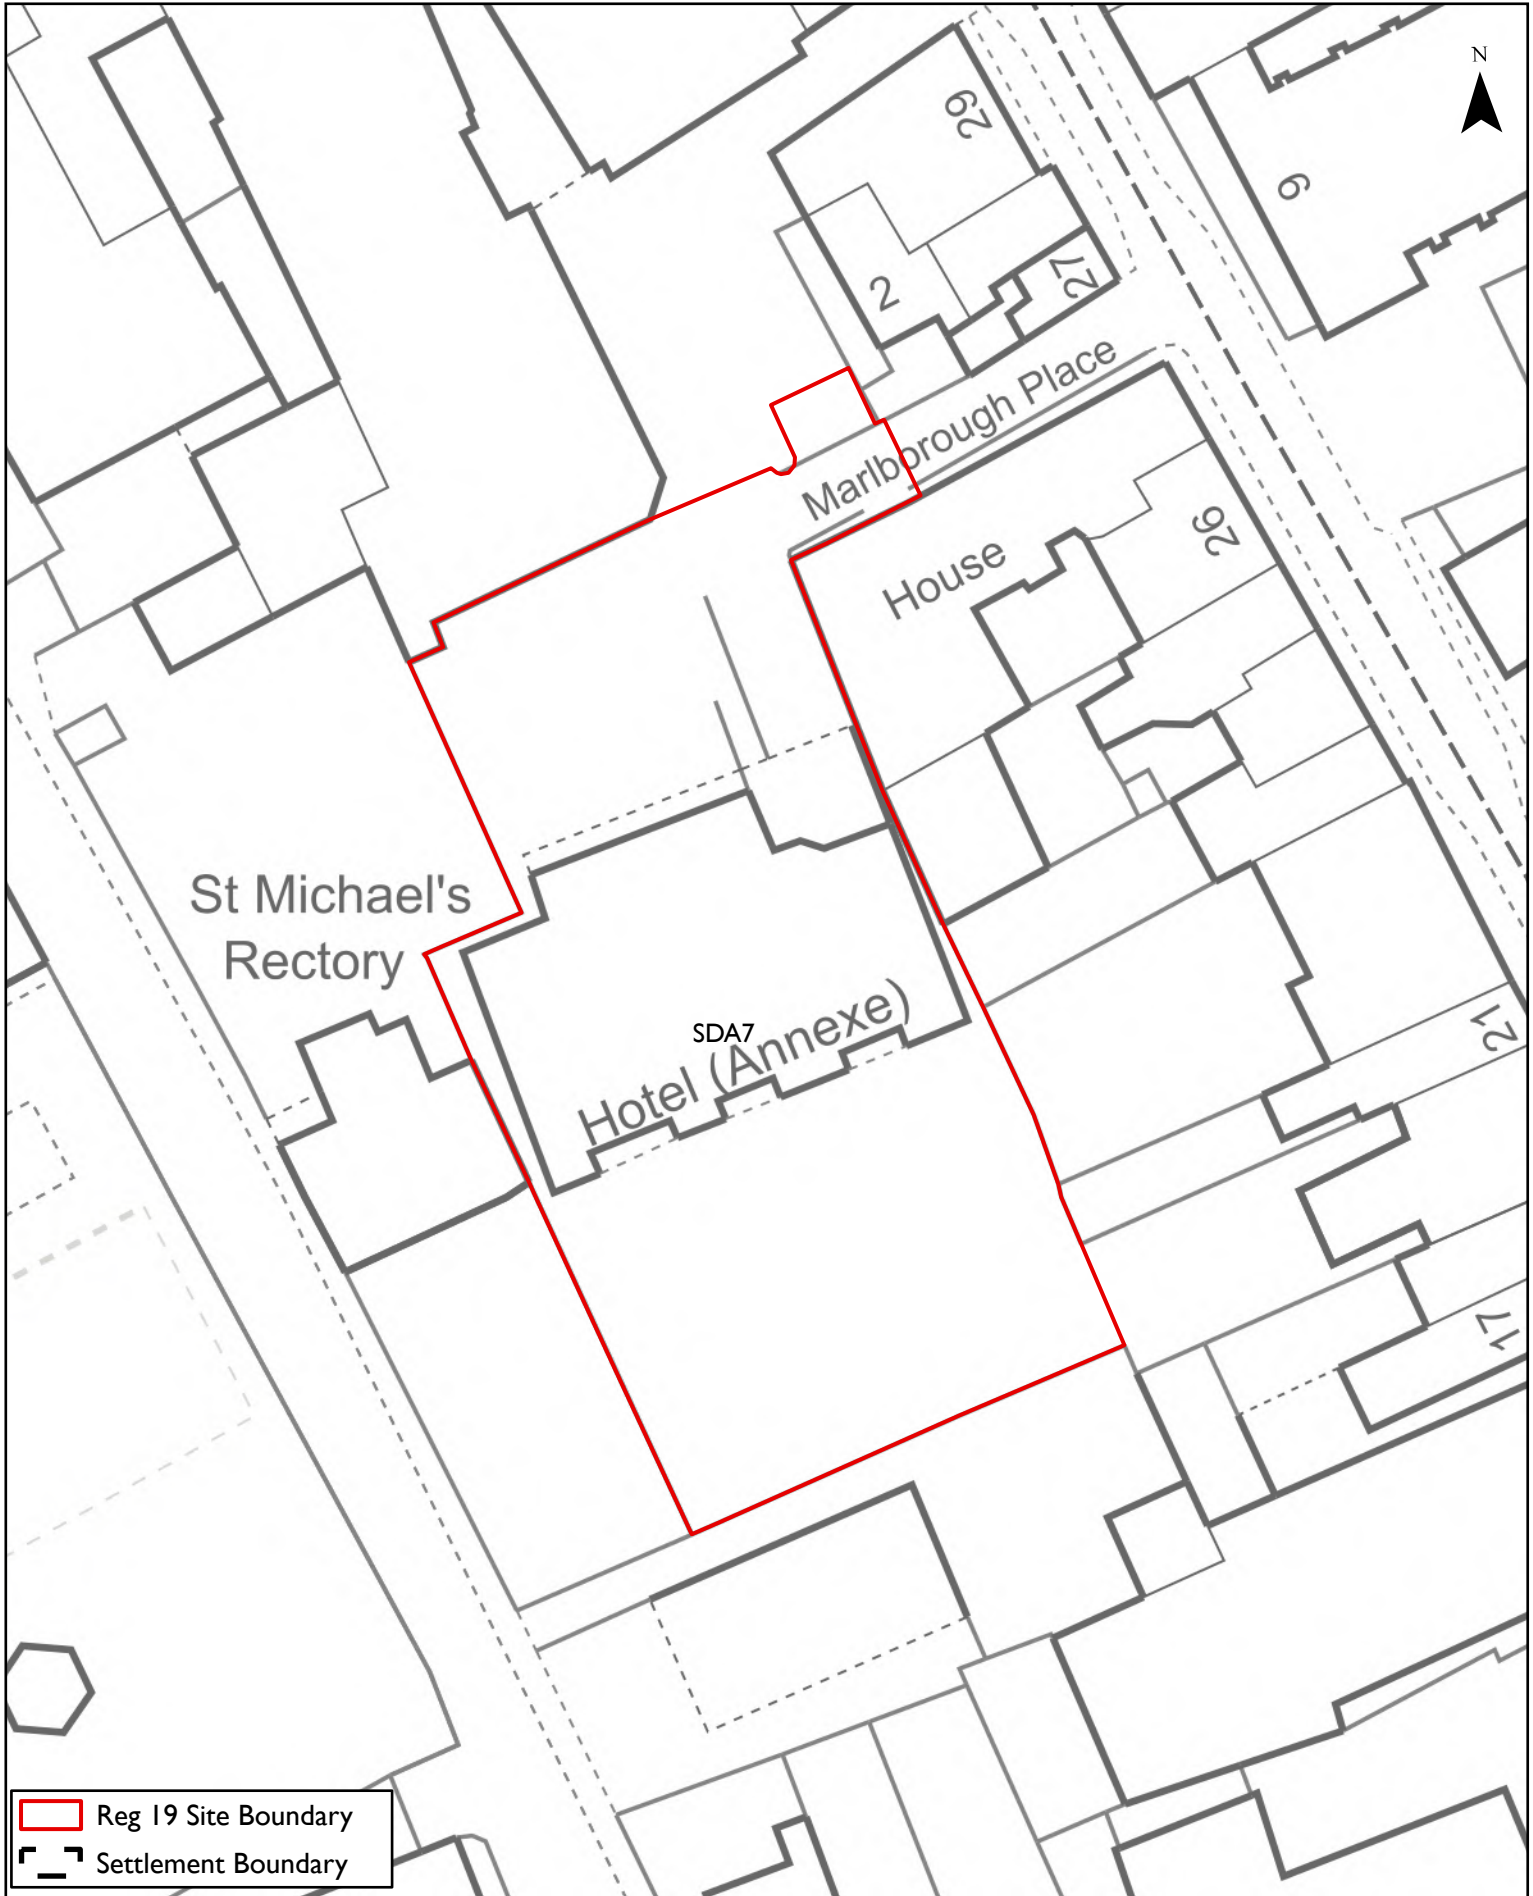 N
29
9
2
27
Marlborough Place
House
26
St Michael's
Rectory
SDA7
Hotel (Annexe)
21
17
Reg 19 Site Boundary
Settlement Boundary